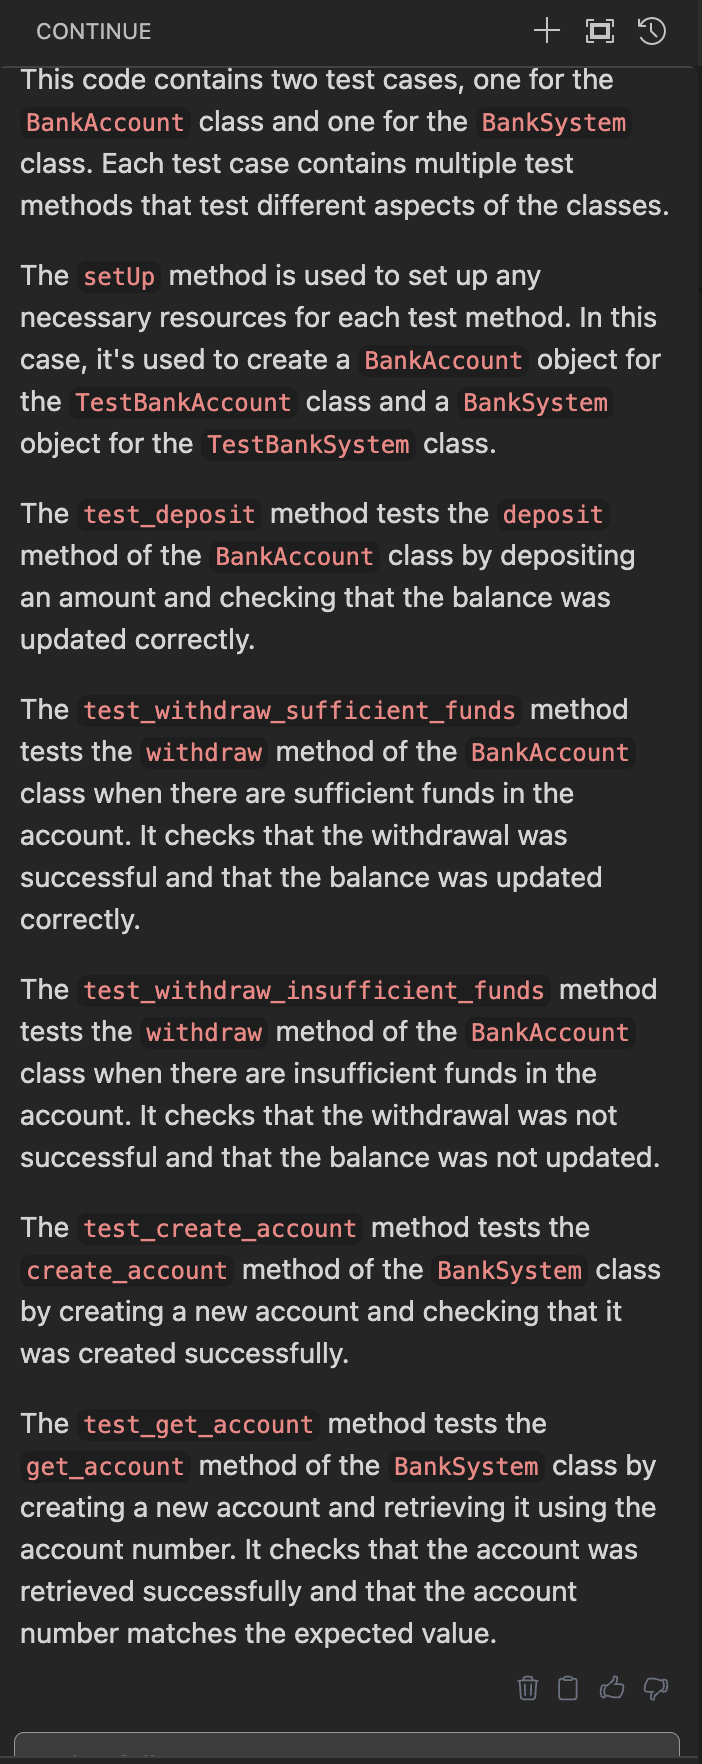 CONTINUE
This code contains two test cases, one for the
BankAccount class and one for the BankSystem
class. Each test case contains multiple test
methods that test different aspects of the classes.
The setUp method is used to set up any
necessary resources for each test method. In this
case, it's used to create a BankAccount object for
the TestBankAccount class and a BankSystem
object for the TestBankSystem class.
The test_deposit method tests the deposit
method of the BankAccount class by depositing
an amount and checking that the balance was
updated correctly.
The test_withdraw_sufficient_funds method
tests the withdraw method of the BankAccount
class when there are sufficient funds in the
account. It checks that the withdrawal was
successful and that the balance was updated
correctly.
The test_withdraw_insufficient_funds method
tests the withdraw method of the BankAccount
class when there are insufficient funds in the
account. It checks that the withdrawal was not
successful and that the balance was not updated.
The test_create_account method tests the
create_account method of the BankSystem class
by creating a new account and checking that it
was created successfully.
The test_get_account method tests the
get_account method of the BankSystem class by
creating a new account and retrieving it using the
account number. It checks that the account was
retrieved successfully and that the account
number matches the expected value.